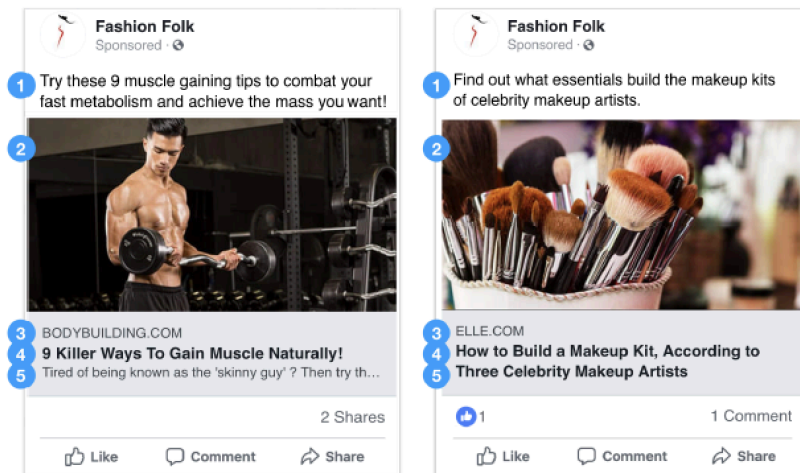 Fashion Folk
Sponsored ·
1
Try these 9 muscle gaining tips to combat your
fast metabolism and achieve the mass you want!
2
3
BODYBUILDING.COM
4
9 Killer Ways To Gain Muscle Naturally!
5
Tired of being known as the 'skinny guy' ? Then try th...
2 Shares
Like
Comment
Share
Fashion Folk
Sponsored ·
1
Find out what essentials build the makeup kits
of celebrity makeup artists.
2
3
ELLE.COM
4
How to Build a Makeup Kit, According to
5
Three Celebrity Makeup Artists
1
1 Comment
Like
Comment
Share